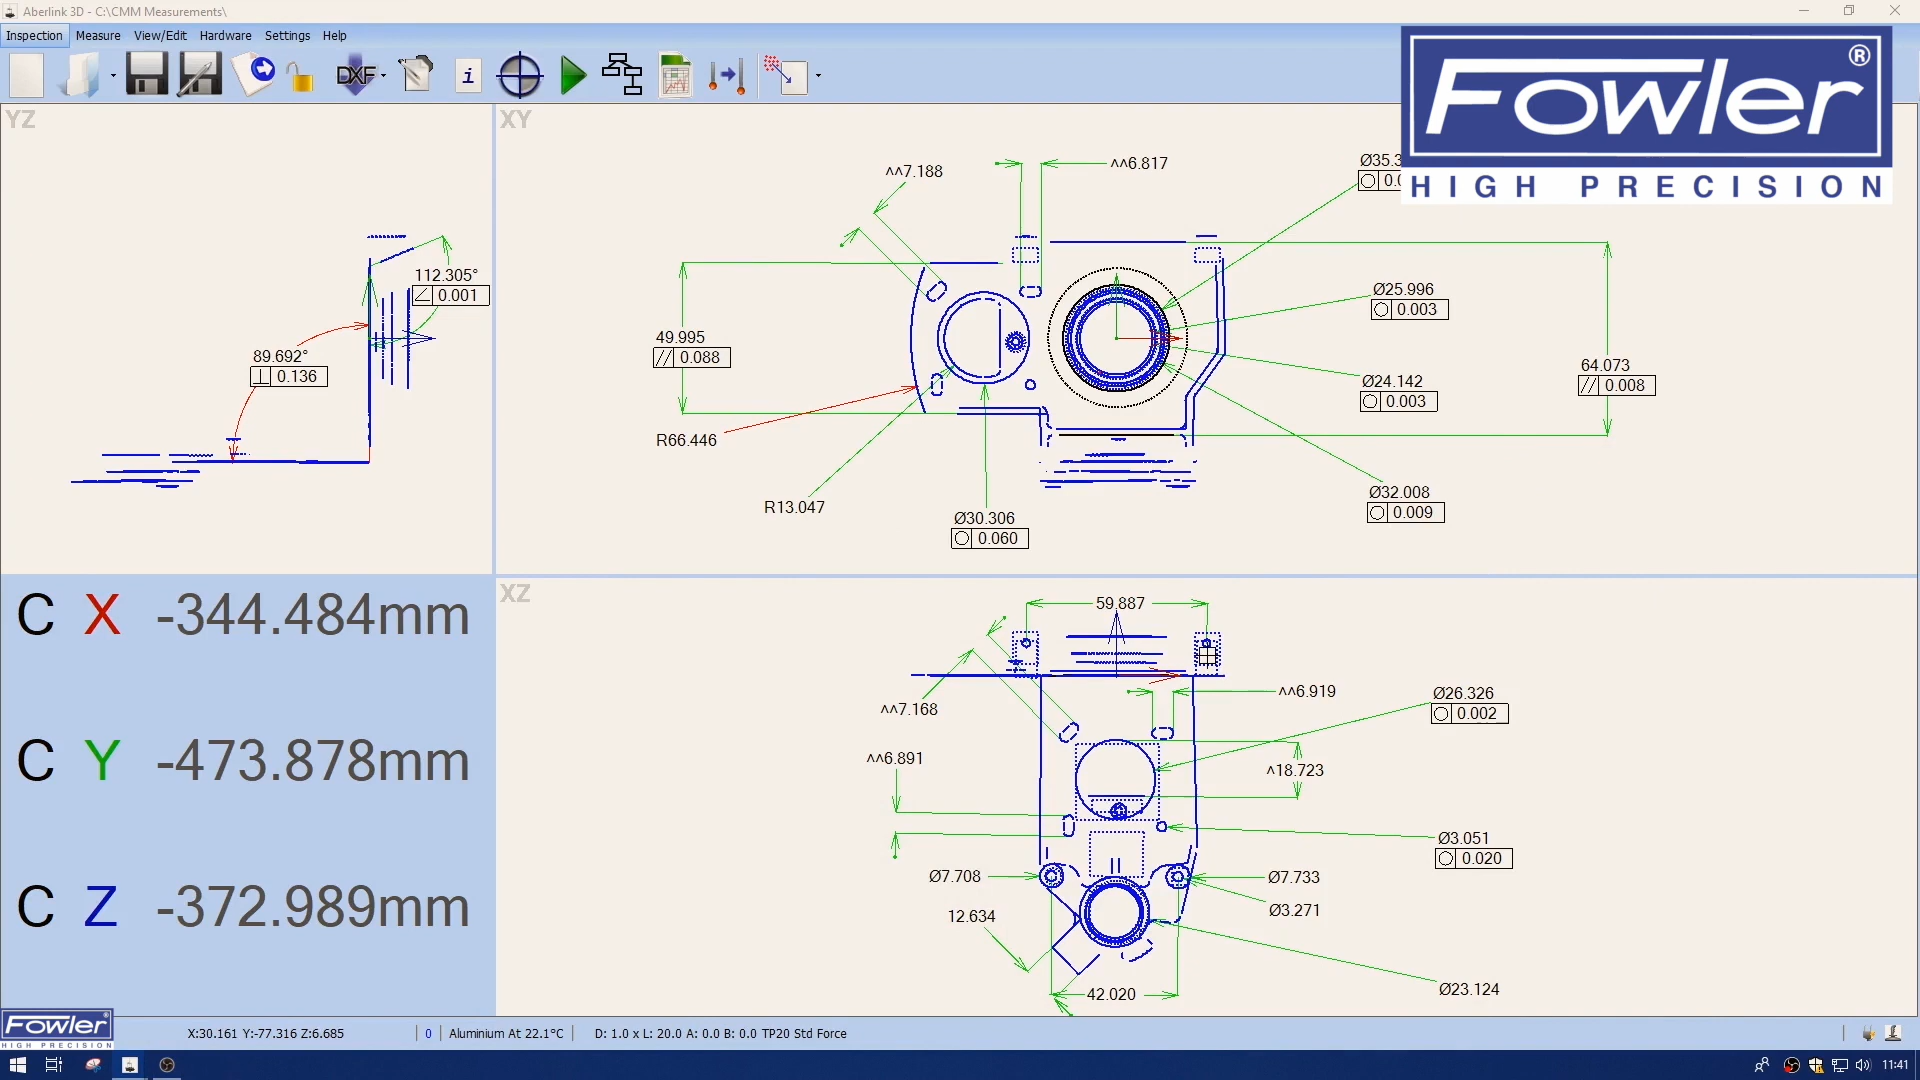 Aberlink 3D - C:\CMM Measurements\
Inspection Measure View/Edit Hardware Settings Help
DXF
i
Fowler®
HIGH PRECISION
YZ
112.305°
0.001
89.692°
0.136
XY
^^7.188
^^6.817
Ø35.3
0.0
Ø25.996
0.003
49.995
// 0.088
64.073
// 0.008
Ø24.142
0.003
R66.446
R13.047
Ø30.306
0.060
Ø32.008
0.009
C X -344.484mm
C Y -473.878mm
C Z -372.989mm
XZ
59.887
^^7.168
^^6.919
Ø26.326
0.002
^^6.891
^18.723
Ø3.051
0.020
Ø7.708
Ø7.733
Ø3.271
12.634
42.020
Ø23.124
Fowler®
HIGH PRECISION
X:30.161 Y:-77.316 Z:6.685
0
Aluminium At 22.1°C
D: 1.0 x L: 20.0 A: 0.0 B: 0.0 TP20 Std Force
11:41